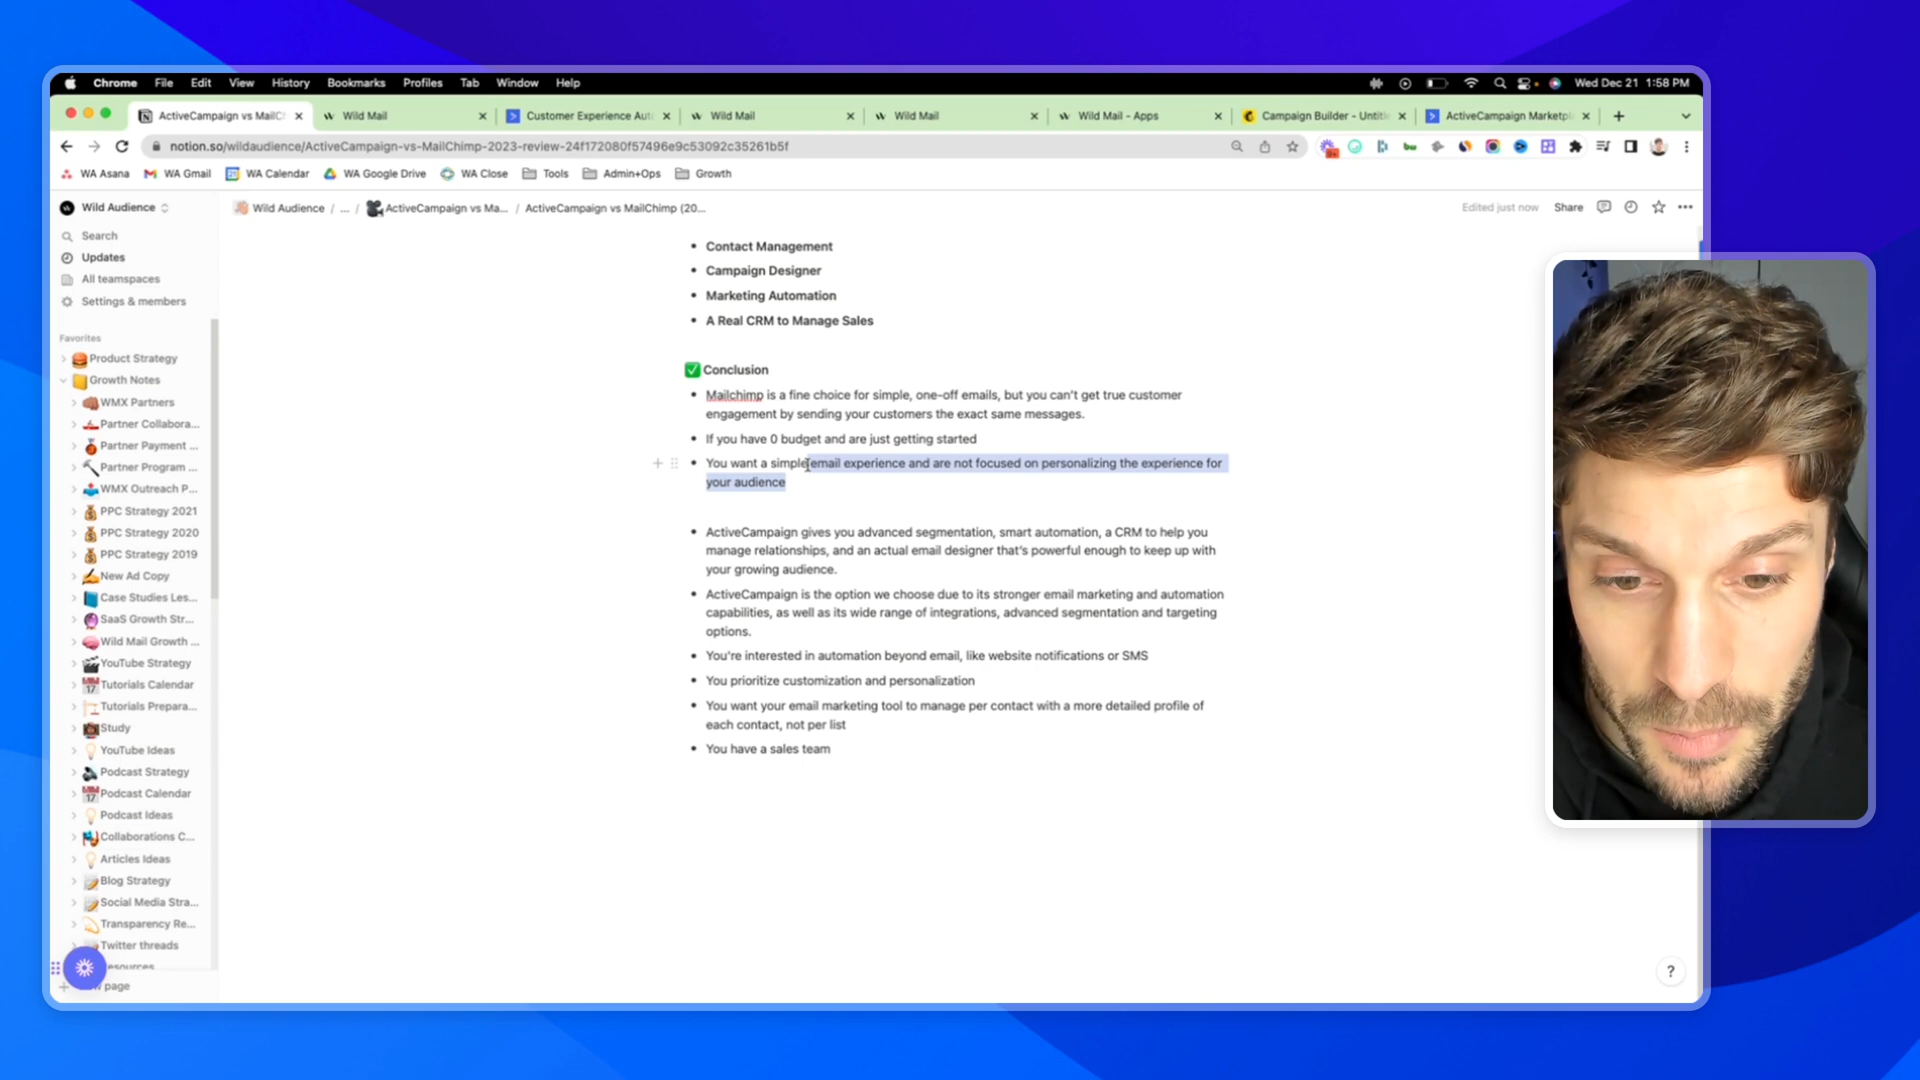 Chrome File Edit View History Bookmarks Profiles Tab Window Help Wed Dec 21 1:58 PM
ActiveCampaign vs MailCh Wild Mail Customer Experience Aut Wild Mail Wild Mail Wild Mail - Apps Campaign Builder - Untitl ActiveCampaign Marketpl
notion.so/wildaudience/ActiveCampaign-vs-MailChimp-2023-review-24f172080f57496e9c53092c35261b5f
WA Asana WA Gmail WA Calendar WA Google Drive WA Close Tools Admin+Ops Growth
Wild Audience Wild Audience / ... / ActiveCampaign vs Ma... / ActiveCampaign vs MailChimp (20... Edited just now Share
Search
Updates
All teamspaces
Settings & members
Favorites
Product Strategy
Growth Notes
WMX Partners
Partner Collabora...
Partner Payment ...
Partner Program ...
WMX Outreach P...
PPC Strategy 2021
PPC Strategy 2020
PPC Strategy 2019
New Ad Copy
Case Studies Les...
SaaS Growth Str...
Wild Mail Growth ...
YouTube Strategy
Tutorials Calendar
Tutorials Prepara...
Study
YouTube Ideas
Podcast Strategy
Podcast Calendar
Podcast Ideas
Collaborations C...
Articles Ideas
Blog Strategy
Social Media Stra...
Transparency Re...
Twitter threads
page
• Contact Management
• Campaign Designer
• Marketing Automation
• A Real CRM to Manage Sales
✅ Conclusion
• Mailchimp is a fine choice for simple, one-off emails, but you can't get true customer
engagement by sending your customers the exact same messages.
• If you have 0 budget and are just getting started
• You want a simple email experience and are not focused on personalizing the experience for
your audience
• ActiveCampaign gives you advanced segmentation, smart automation, a CRM to help you
manage relationships, and an actual email designer that's powerful enough to keep up with
your growing audience.
• ActiveCampaign is the option we choose due to its stronger email marketing and automation
capabilities, as well as its wide range of integrations, advanced segmentation and targeting
options.
• You're interested in automation beyond email, like website notifications or SMS
• You prioritize customization and personalization
• You want your email marketing tool to manage per contact with a more detailed profile of
each contact, not per list
• You have a sales team
?